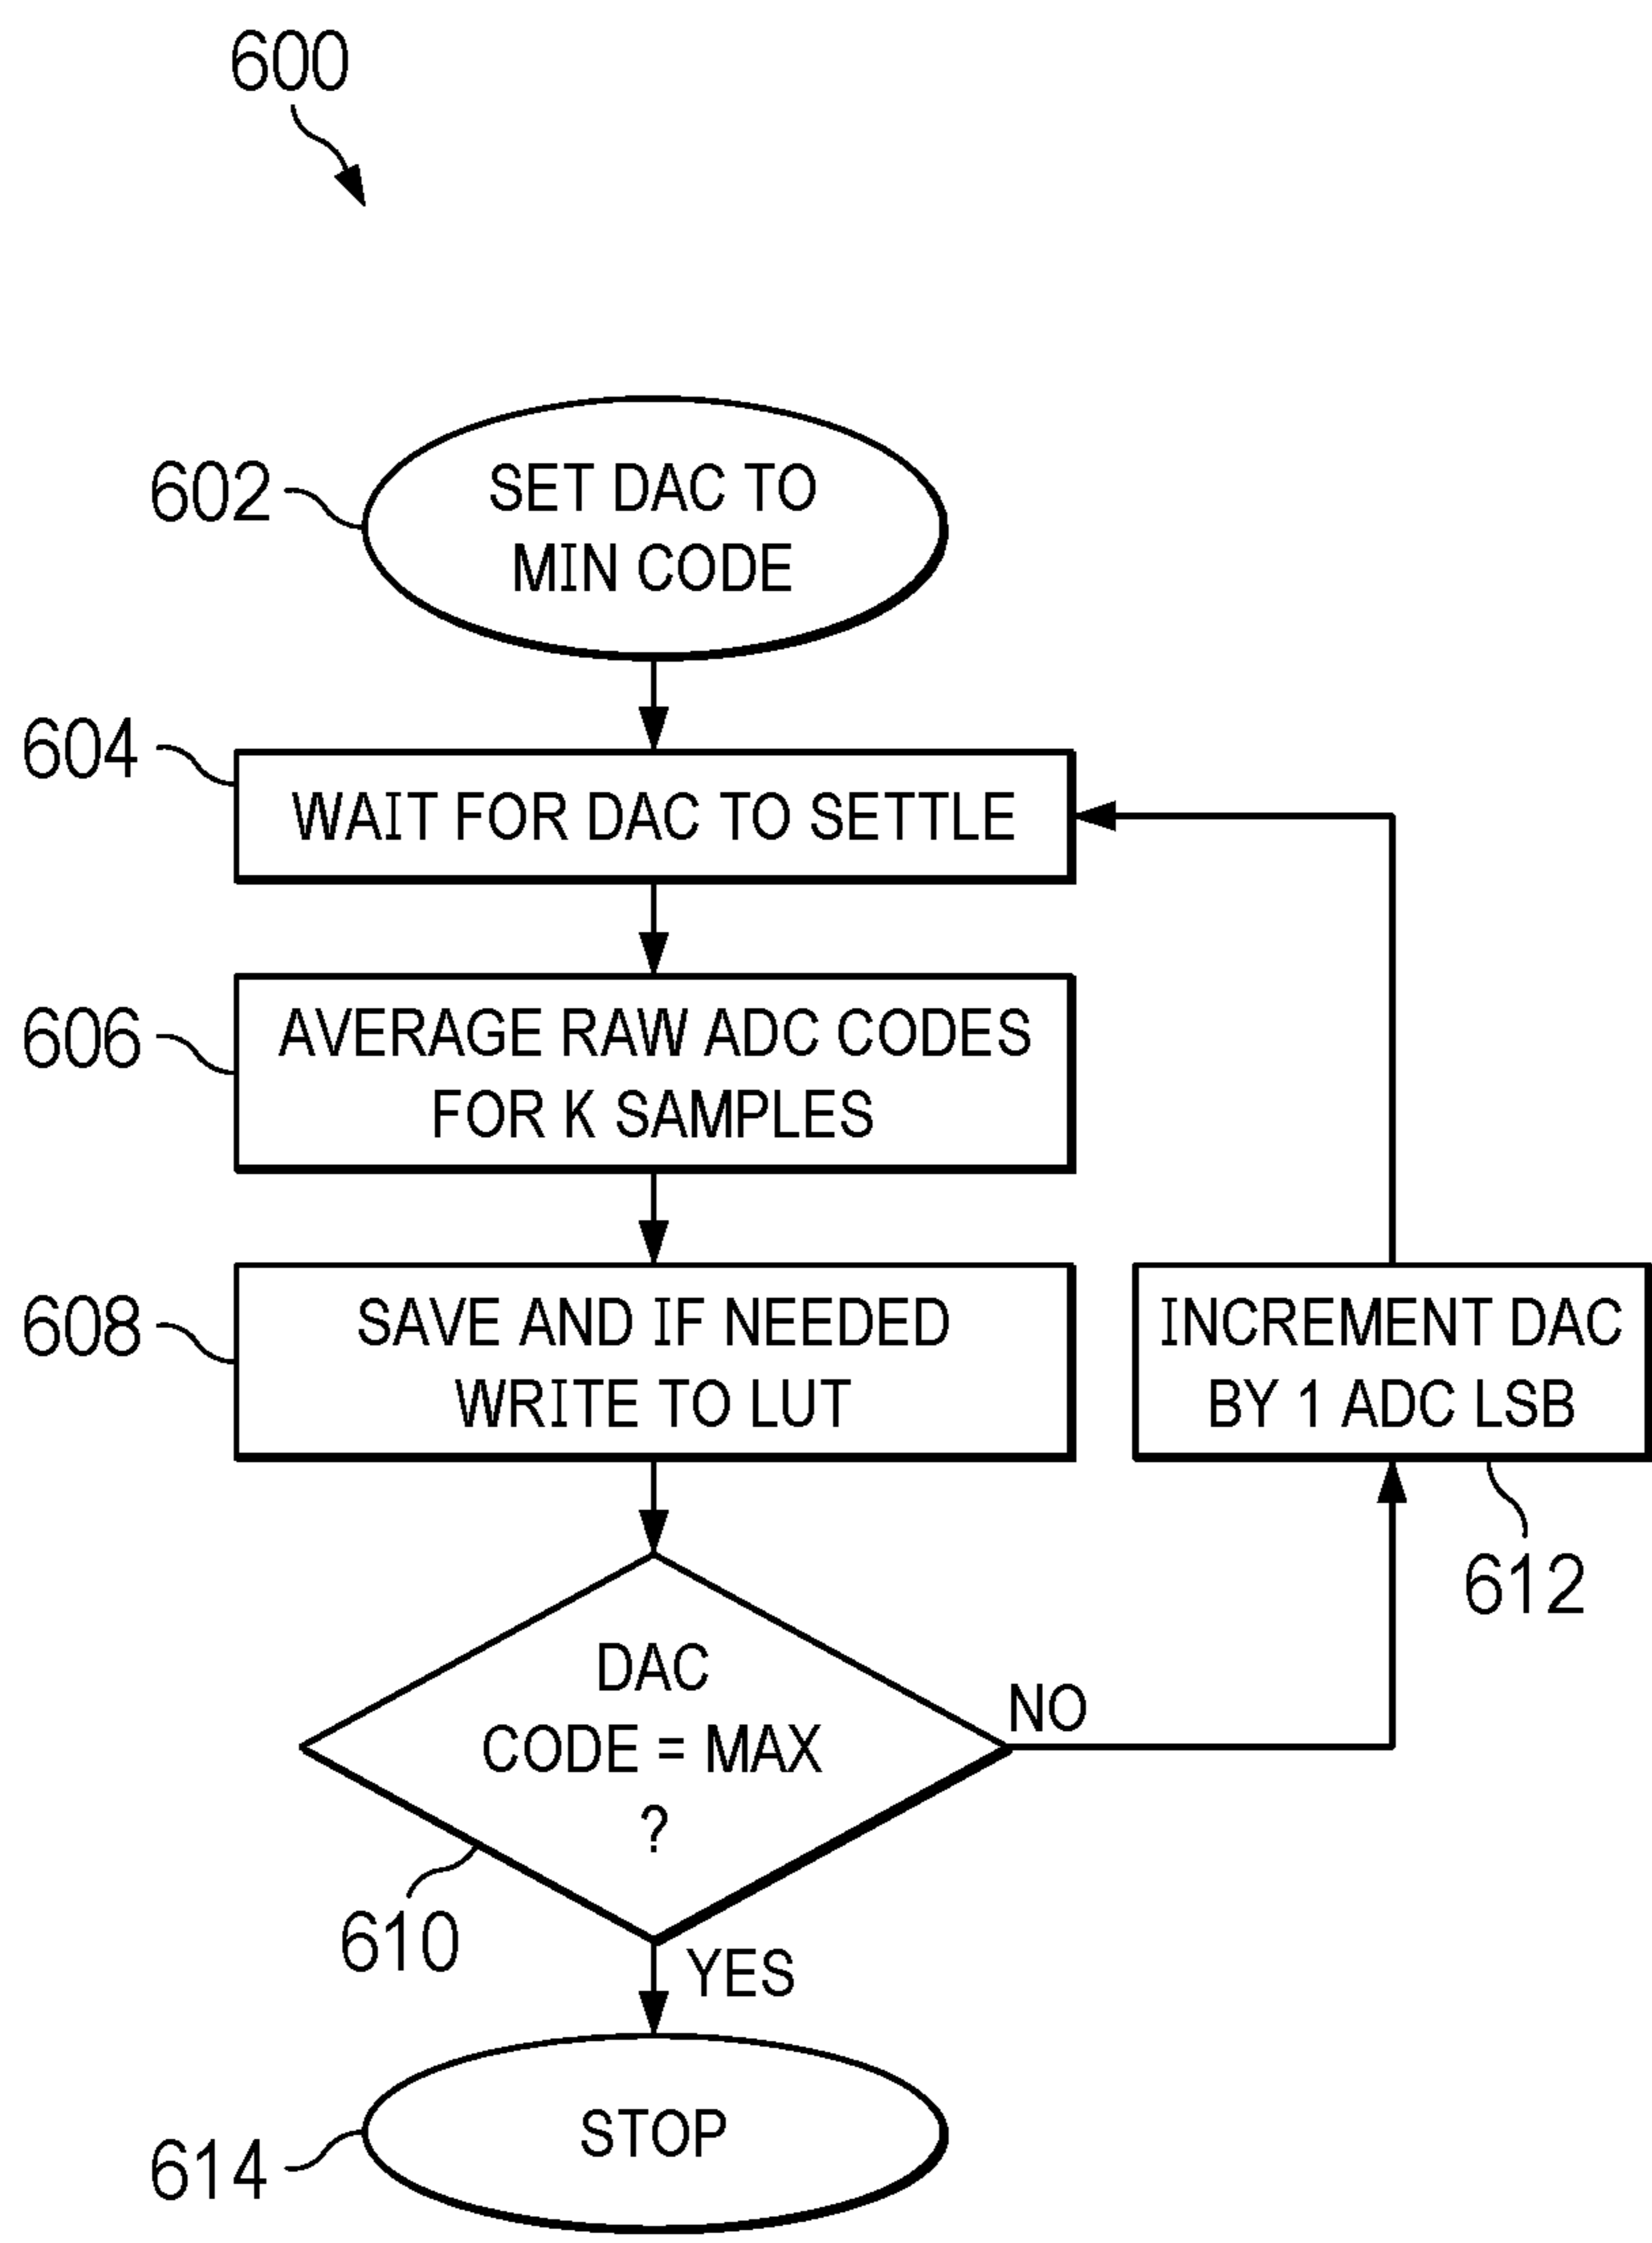 600
602
SET DAC TO
MIN CODE
604
WAIT FOR DAC TO SETTLE
606
AVERAGE RAW ADC CODES
FOR K SAMPLES
608
SAVE AND IF NEEDED
WRITE TO LUT
INCREMENT DAC
BY 1 ADC LSB
612
DAC
CODE = MAX
?
NO
610
YES
STOP
614